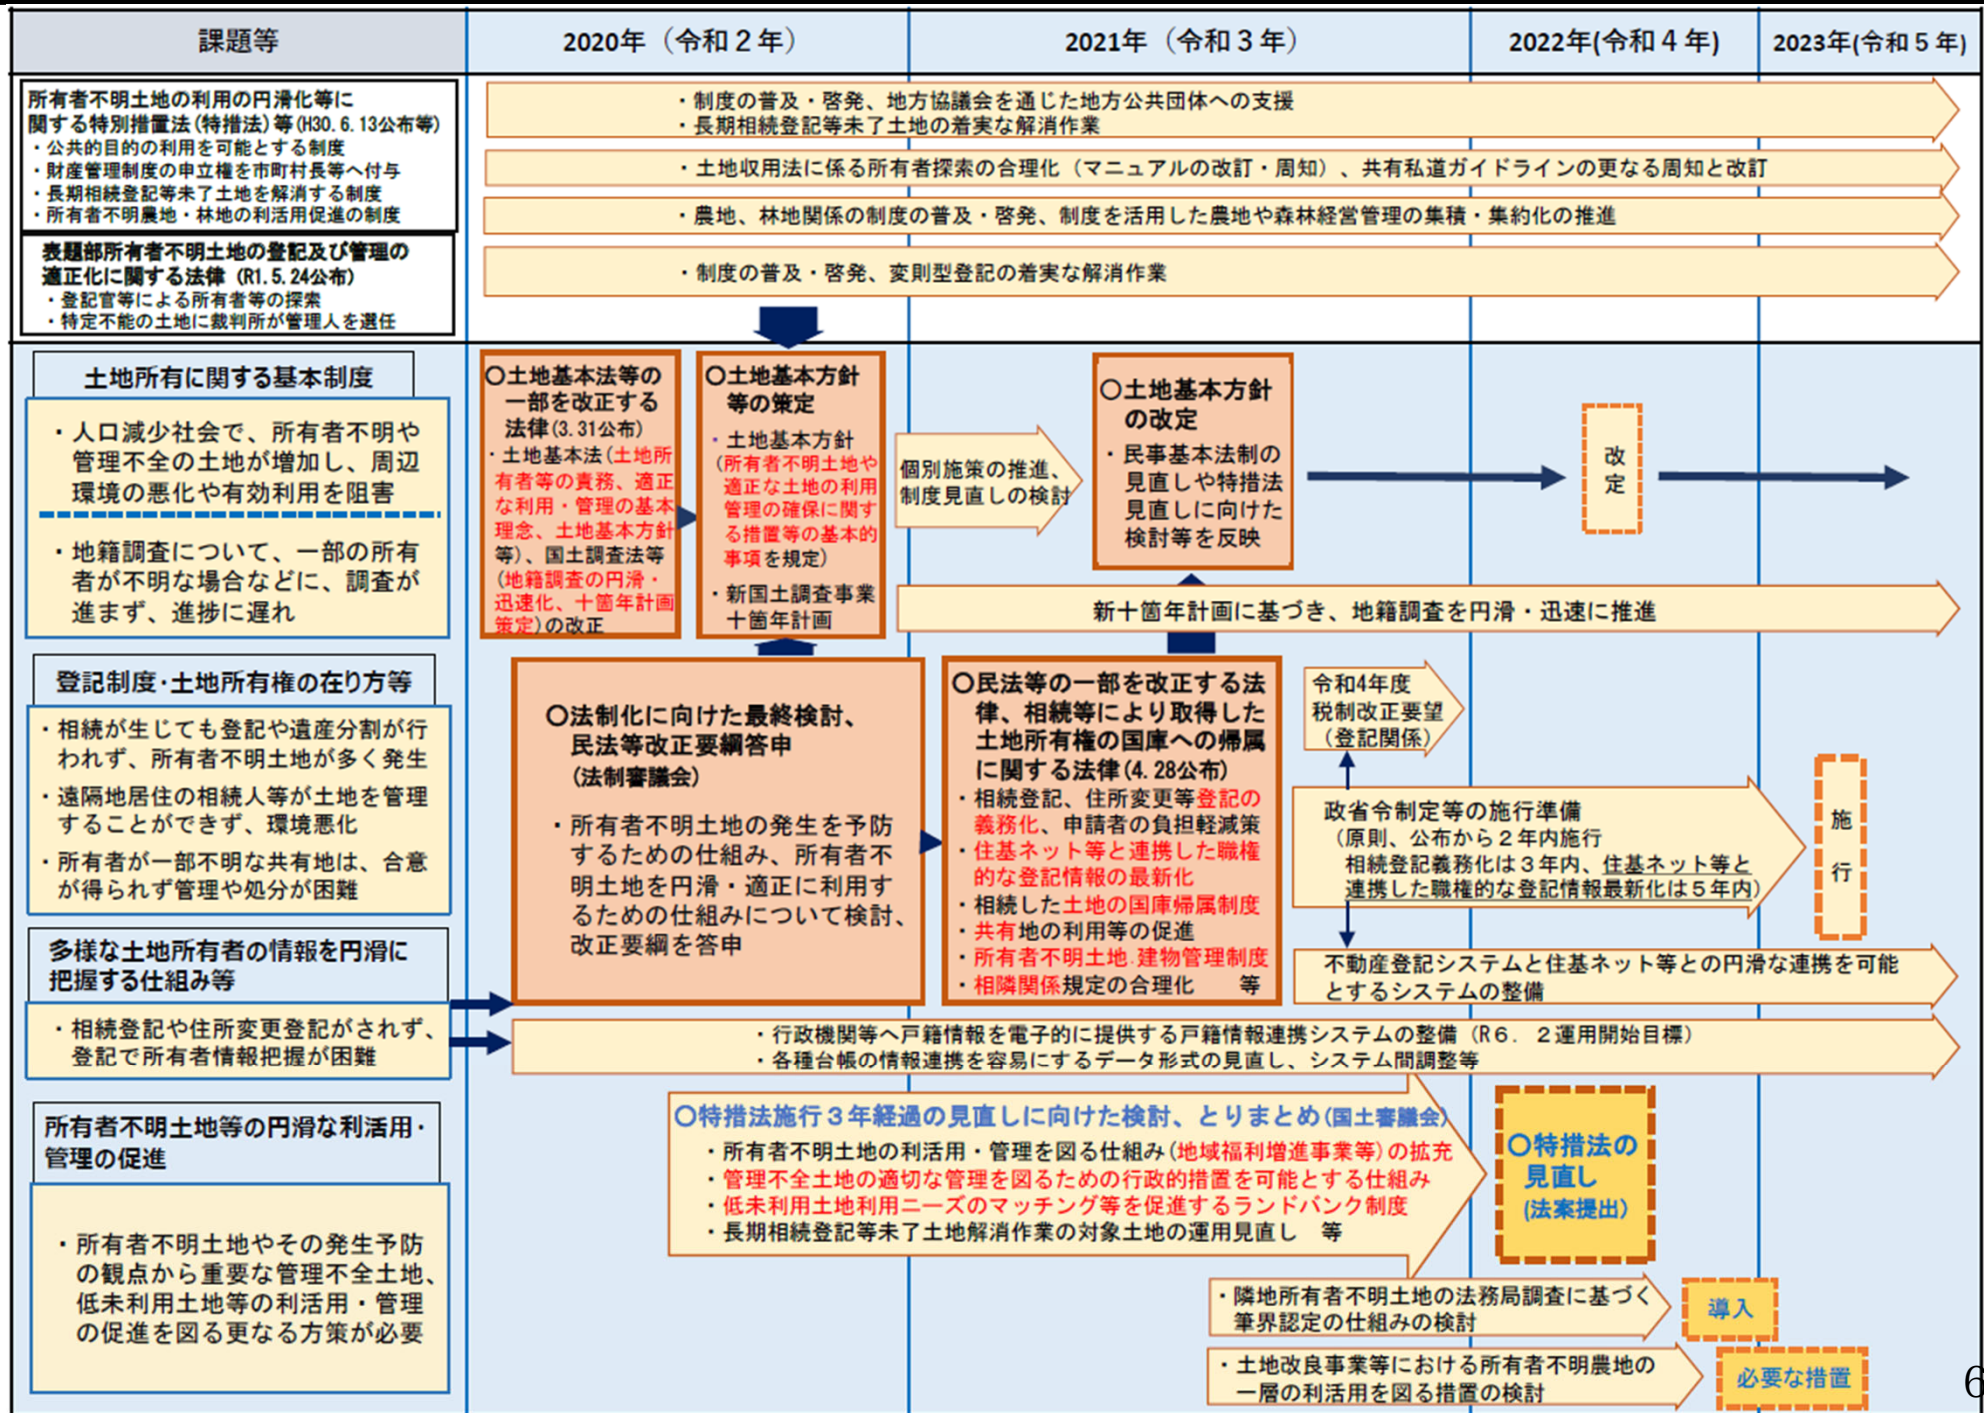 課題等
2020年（令和２年）
2021年（令和３年）
2022年(令和４年)
2023年(令和５年)
所有者不明土地の利用の円滑化等に
関する特別措置法(特措法)等(H30.6.13公布等)
・公共的目的の利用を可能とする制度
・財産管理制度の申立権を市町村長等へ付与
・長期相続登記等未了土地を解消する制度
・所有者不明農地・林地の利活用促進の制度
表題部所有者不明土地の登記及び管理の
適正化に関する法律（R1.5.24公布）
・登記官等による所有者等の探索
・特定不能の土地に裁判所が管理人を選任
・制度の普及・啓発、地方協議会を通じた地方公共団体への支援
・長期相続登記等未了土地の着実な解消作業
・土地収用法に係る所有者探索の合理化（マニュアルの改訂・周知）、共有私道ガイドラインの更なる周知と改訂
・農地、林地関係の制度の普及・啓発、制度を活用した農地や森林経営管理の集積・集約化の推進
・制度の普及・啓発、変則型登記の着実な解消作業
土地所有に関する基本制度
・人口減少社会で、所有者不明や
管理不全の土地が増加し、周辺
環境の悪化や有効利用を阻害
・地籍調査について、一部の所有
者が不明な場合などに、調査が
進まず、進捗に遅れ
〇土地基本法等の
一部を改正する
法律(3.31公布)
・土地基本法(土地所
有者等の責務、適正
な利用・管理の基本
理念、土地基本方針
等)、国土調査法等
(地籍調査の円滑・
迅速化、十箇年計画
策定)の改正
〇土地基本方針
等の策定
・土地基本方針
(所有者不明土地や
適正な土地の利用
管理の確保に関す
る措置等の基本的
事項を規定)
・新国土調査事業
十箇年計画
個別施策の推進、
制度見直しの検討
〇土地基本方針
の改定
・民事基本法制の
見直しや特措法
見直しに向けた
検討等を反映
改
定
新十箇年計画に基づき、地籍調査を円滑・迅速に推進
登記制度・土地所有権の在り方等
・相続が生じても登記や遺産分割が行
われず、所有者不明土地が多く発生
・遠隔地居住の相続人等が土地を管理
することができず、環境悪化
・所有者が一部不明な共有地は、合意
が得られず管理や処分が困難
〇法制化に向けた最終検討、
民法等改正要綱答申
(法制審議会)
・所有者不明土地の発生を予防
するための仕組み、所有者不
明土地を円滑・適正に利用す
るための仕組みについて検討、
改正要綱を答申
〇民法等の一部を改正する法
律、相続等により取得した
土地所有権の国庫への帰属
に関する法律(4.28公布)
・相続登記、住所変更等登記の
義務化、申請者の負担軽減策
・住基ネット等と連携した職権
的な登記情報の最新化
・相続した土地の国庫帰属制度
・共有地の利用等の促進
・所有者不明土地.建物管理制度
・相隣関係規定の合理化　等
令和4年度
税制改正要望
（登記関係）
政省令制定等の施行準備
（原則、公布から２年内施行
相続登記義務化は３年内、住基ネット等と
連携した職権的な登記情報最新化は５年内）
施
行
不動産登記システムと住基ネット等との円滑な連携を可能
とするシステムの整備
多様な土地所有者の情報を円滑に
把握する仕組み等
・相続登記や住所変更登記がされず、
登記で所有者情報把握が困難
・行政機関等へ戸籍情報を電子的に提供する戸籍情報連携システムの整備（R６．２運用開始目標）
・各種台帳の情報連携を容易にするデータ形式の見直し、システム間調整等
所有者不明土地等の円滑な利活用・
管理の促進
・所有者不明土地やその発生予防
の観点から重要な管理不全土地、
低未利用土地等の利活用・管理
の促進を図る更なる方策が必要
〇特措法施行３年経過の見直しに向けた検討、とりまとめ(国土審議会)
・所有者不明土地の利活用・管理を図る仕組み(地域福利増進事業等)の拡充
・管理不全土地の適切な管理を図るための行政的措置を可能とする仕組み
・低未利用土地利用ニーズのマッチング等を促進するランドバンク制度
・長期相続登記等未了土地解消作業の対象土地の運用見直し　等
〇特措法の
見直し
(法案提出)
・隣地所有者不明土地の法務局調査に基づく
筆界認定の仕組みの検討
導入
・土地改良事業等における所有者不明農地の
一層の利活用を図る措置の検討
必要な措置
6